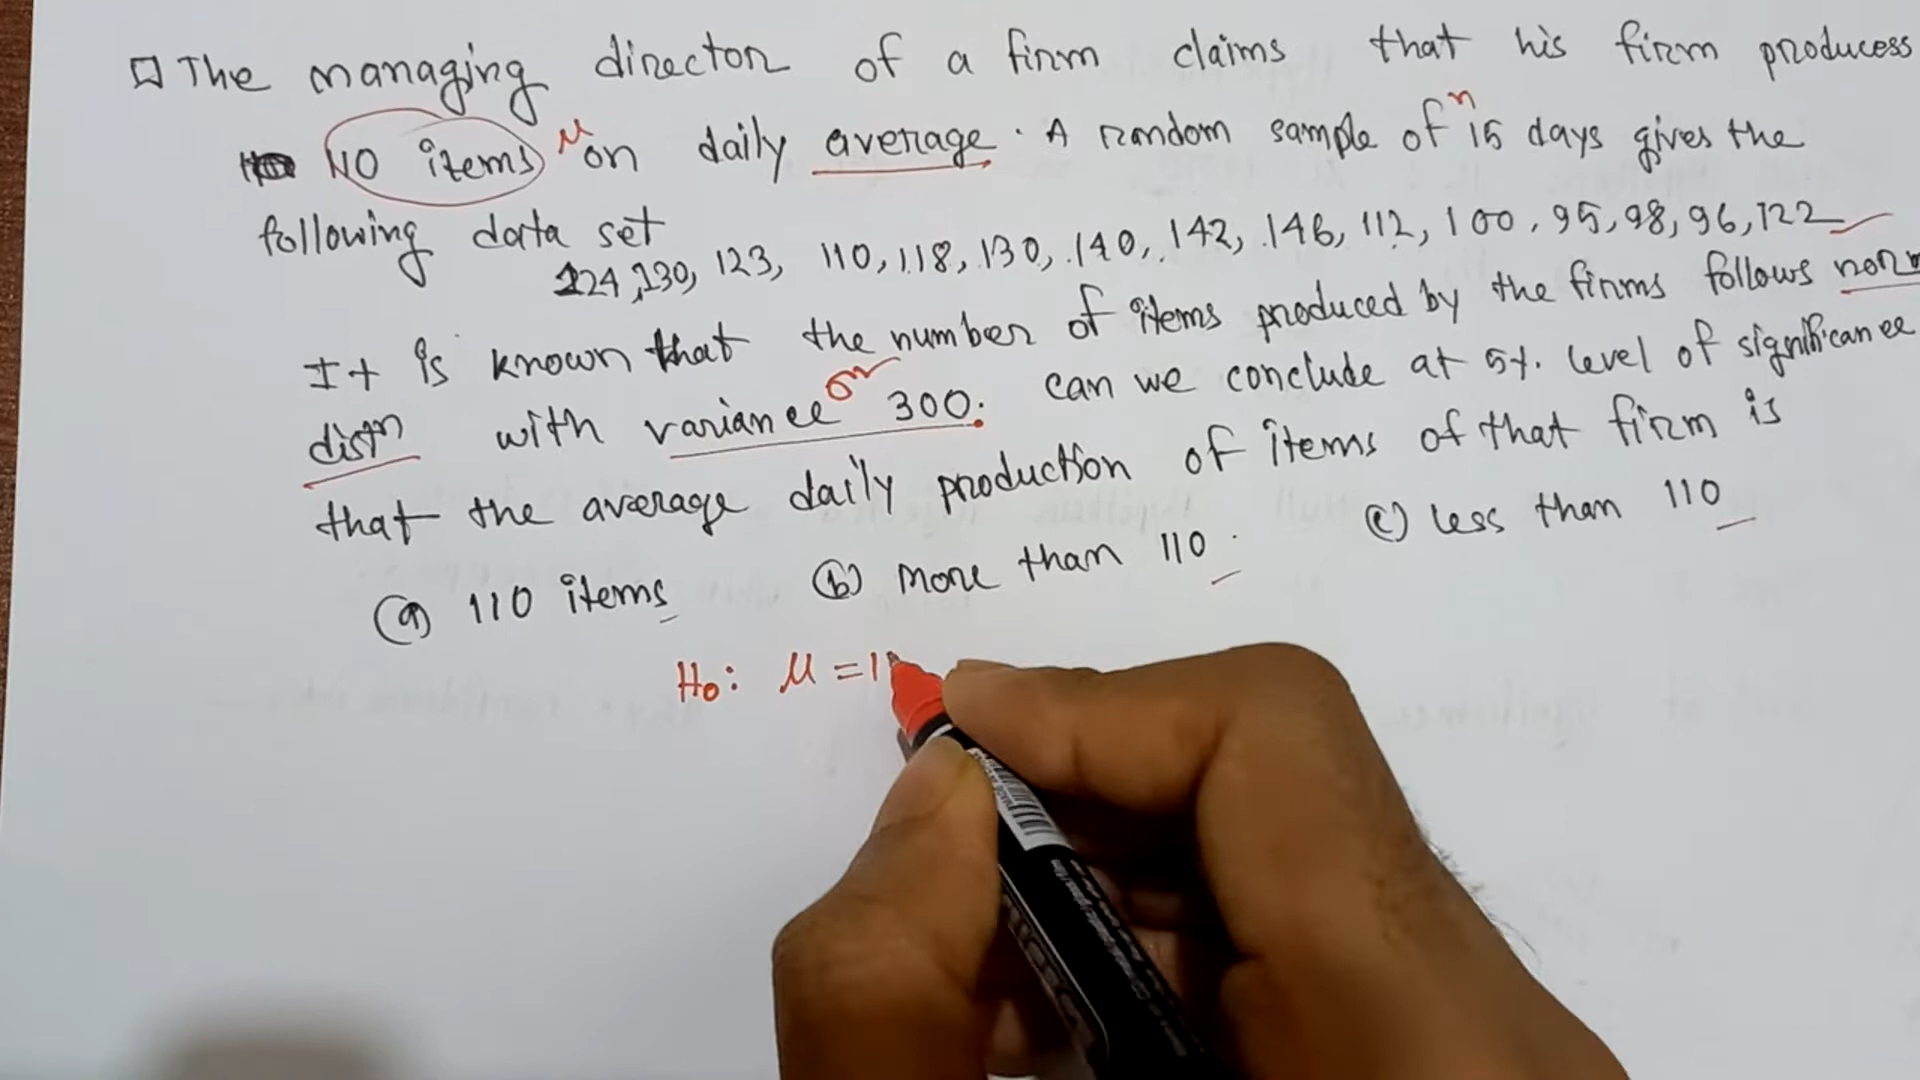 The managing director of a firm claims that his firm producess
110 items μ on daily average. A random sample of n 15 days gives the
following data set
124, 130, 123, 110, 118, 130, 140, 142, 146, 112, 100, 95, 98, 96, 122
It is known that the number of items produced by the firms follows norm
distn with variance σ² 300. can we conclude at 5%. level of significance
that the average daily production of items of that firm is
(a) 110 items (b) more than 110. (c) less than 110
H₀: μ = 1